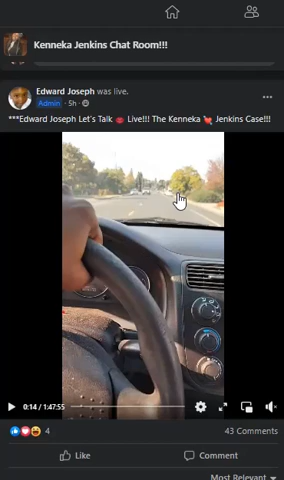 Kenneka Jenkins Chat Room!!!
Edward Joseph was live.
Admin · 5h ·
***Edward Joseph Let's Talk 👄 Live!!! The Kenneka 💘 Jenkins Case!!!
0:14 / 1:47:55
4
43 Comments
Like
Comment
Most Relevant